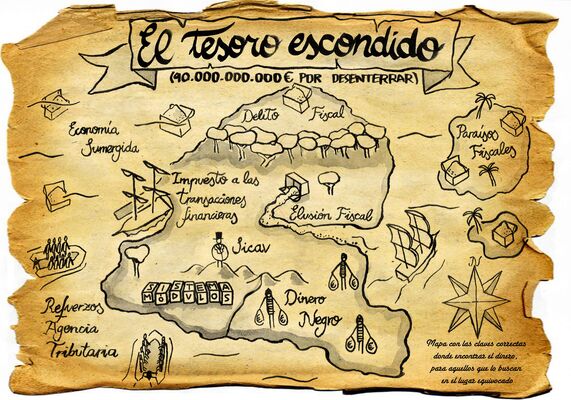 El tesoro escondido
(40.000.000.000€ POR DESENTERRAR)
Delito Fiscal
Economía
Sumergida
Paraísos
Fiscales
Impuesto a las
transacciones
financieras
Elusión Fiscal
Sicav
SISTEMA
MÓDULOS
Dinero
Negro
Refuerzos
Agencia
Tributaria
N
Mapa con las claves correctas
donde encontrar el dinero,
para aquellos que lo buscan
en el lugar equivocado
€ €
€ €
€ €